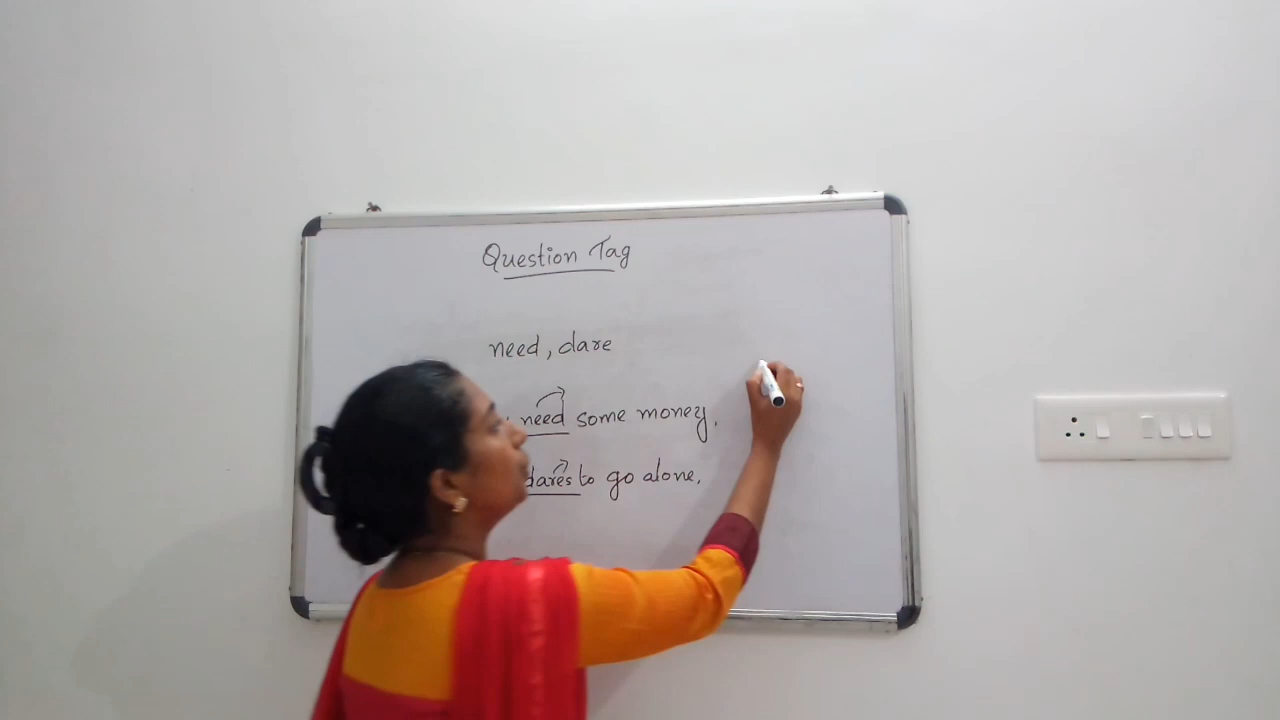 Question Tag
need, dare
need some money.
dares to go alone.